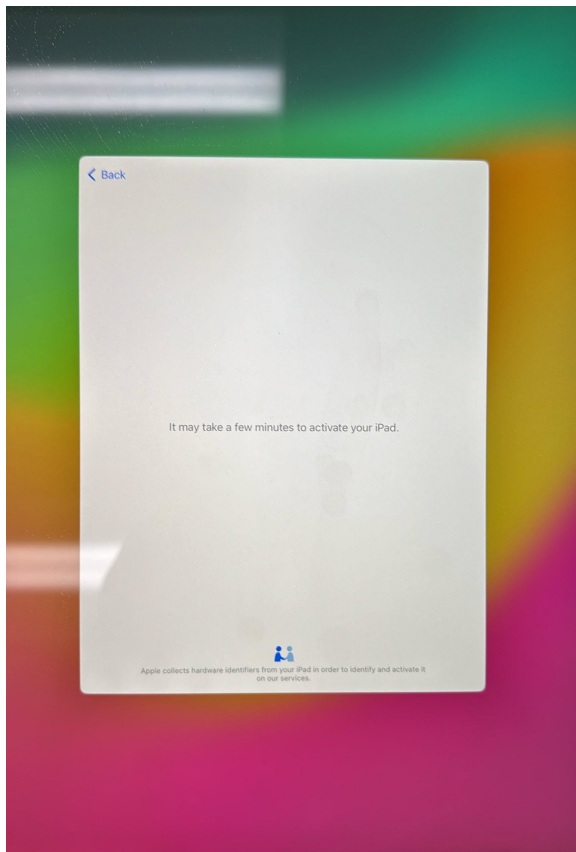 Back
It may take a few minutes to activate your iPad.
Apple collects hardware identifiers from your iPad in order to identify and activate it
on our services.